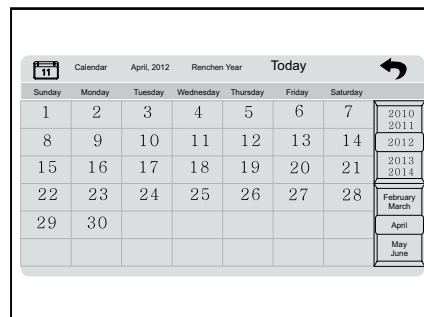 11 Calendar April, 2012 Renchen Year Today
Sunday Monday Tuesday Wednesday Thursday Friday Saturday
1 2 3 4 5 6 7
8 9 10 11 12 13 14
15 16 17 18 19 20 21
22 23 24 25 26 27 28
29 30
2010
2011
2012
2013
2014
February
March
April
May
June